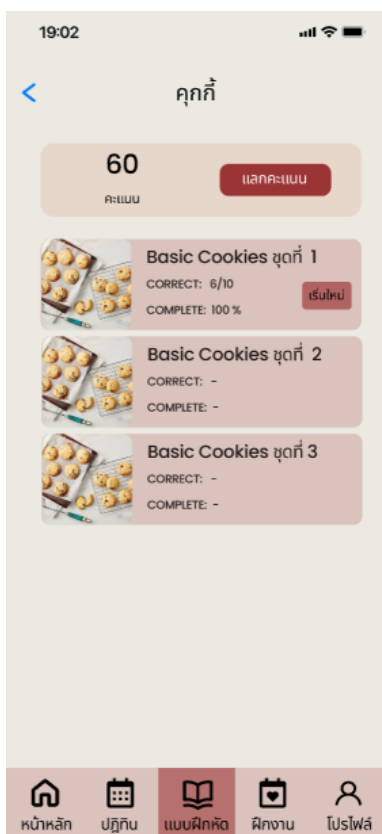 19:02
คุกกี้
60
คะแนน
แลกคะแนน
Basic Cookies ชุดที่ 1
CORRECT: 6/10
COMPLETE: 100 %
เริ่มใหม่
Basic Cookies ชุดที่ 2
CORRECT: -
COMPLETE: -
Basic Cookies ชุดที่ 3
CORRECT: -
COMPLETE: -
หน้าหลัก ปฎิทิน แบบฝึกหัด ฝึกงาน โปรไฟล์